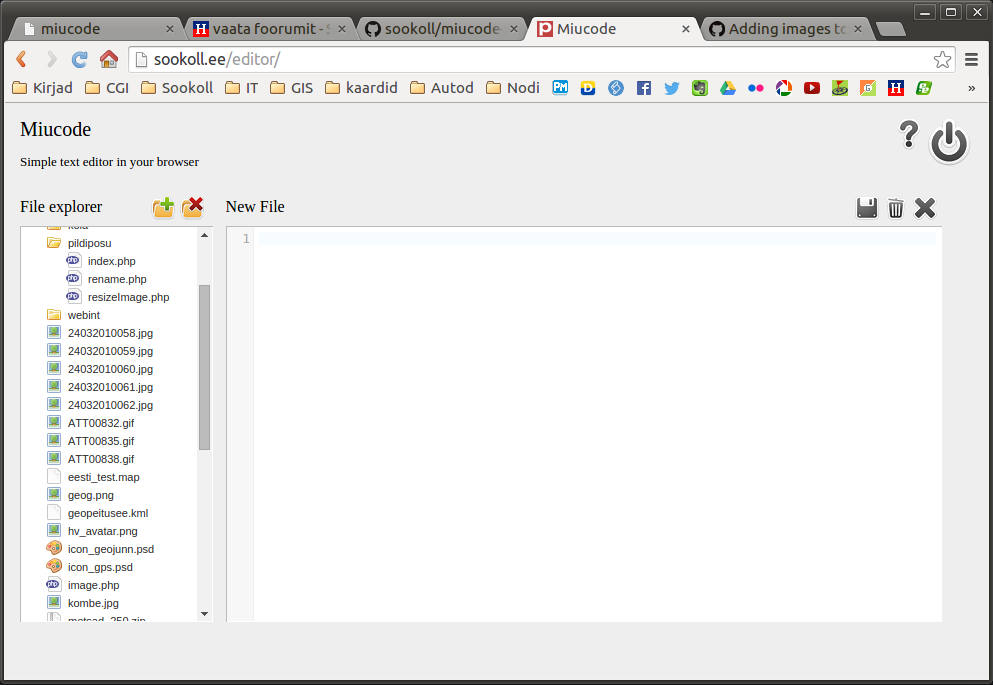 miucode
vaata foorumit - S
sookoll/miucode
Miucode
Adding images to
sookoll.ee/editor/
Kirjad
CGI
Sookoll
IT
GIS
kaardid
Autod
Nodi
»
Miucode
Simple text editor in your browser
File explorer
New File
kola
pildiposu
index.php
rename.php
resizeImage.php
webint
24032010058.jpg
24032010059.jpg
24032010060.jpg
24032010061.jpg
24032010062.jpg
ATT00832.gif
ATT00835.gif
ATT00838.gif
eesti_test.map
geog.png
geopeitusee.kml
hv_avatar.png
icon_geojunn.psd
icon_gps.psd
image.php
kombe.jpg
metsad_250.zip
1